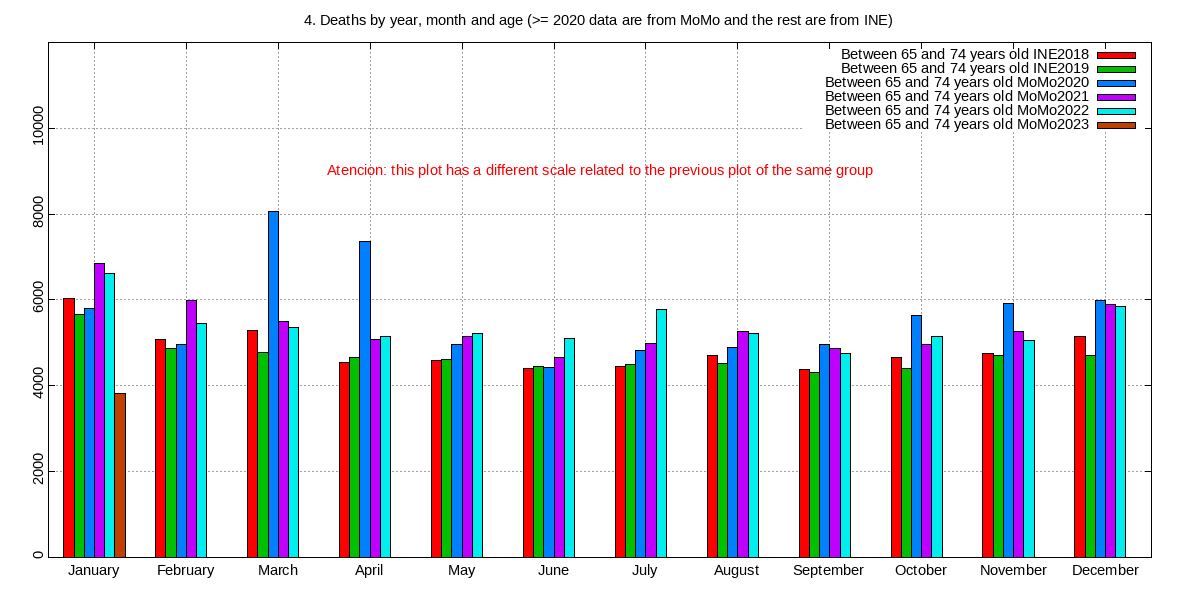 4. Deaths by year, month and age (>= 2020 data are from MoMo and the rest are from INE)
Between 65 and 74 years old INE2018
Between 65 and 74 years old INE2019
Between 65 and 74 years old MoMo2020
Between 65 and 74 years old MoMo2021
Between 65 and 74 years old MoMo2022
Between 65 and 74 years old MoMo2023
Atencion: this plot has a different scale related to the previous plot of the same group
10000
8000
6000
4000
2000
0
January February March April May June July August September October November December